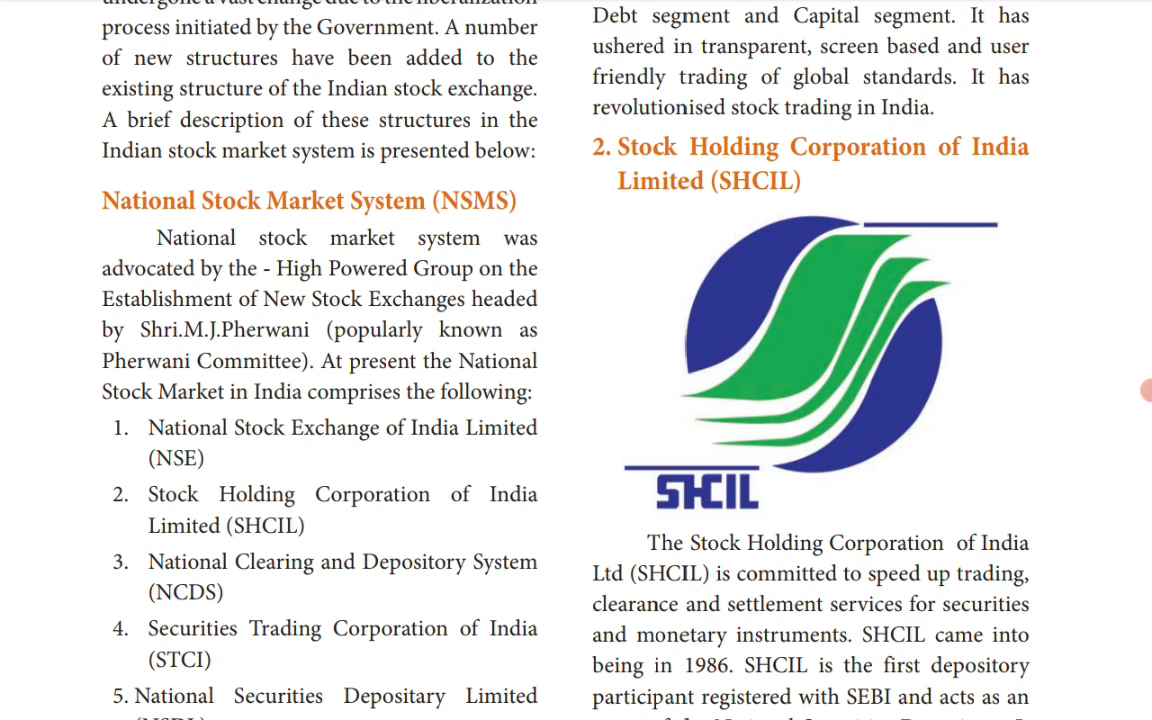 process initiated by the Government. A number
of new structures have been added to the
existing structure of the Indian stock exchange.
A brief description of these structures in the
Indian stock market system is presented below:
National Stock Market System (NSMS)
National stock market system was
advocated by the - High Powered Group on the
Establishment of New Stock Exchanges headed
by Shri.M.J.Pherwani (popularly known as
Pherwani Committee). At present the National
Stock Market in India comprises the following:
1. National Stock Exchange of India Limited
(NSE)
2. Stock Holding Corporation of India
Limited (SHCIL)
3. National Clearing and Depository System
(NCDS)
4. Securities Trading Corporation of India
(STCI)
5. National Securities Depositary Limited
Debt segment and Capital segment. It has
ushered in transparent, screen based and user
friendly trading of global standards. It has
revolutionised stock trading in India.
2. Stock Holding Corporation of India
Limited (SHCIL)
SHCIL
The Stock Holding Corporation of India
Ltd (SHCIL) is committed to speed up trading,
clearance and settlement services for securities
and monetary instruments. SHCIL came into
being in 1986. SHCIL is the first depository
participant registered with SEBI and acts as an